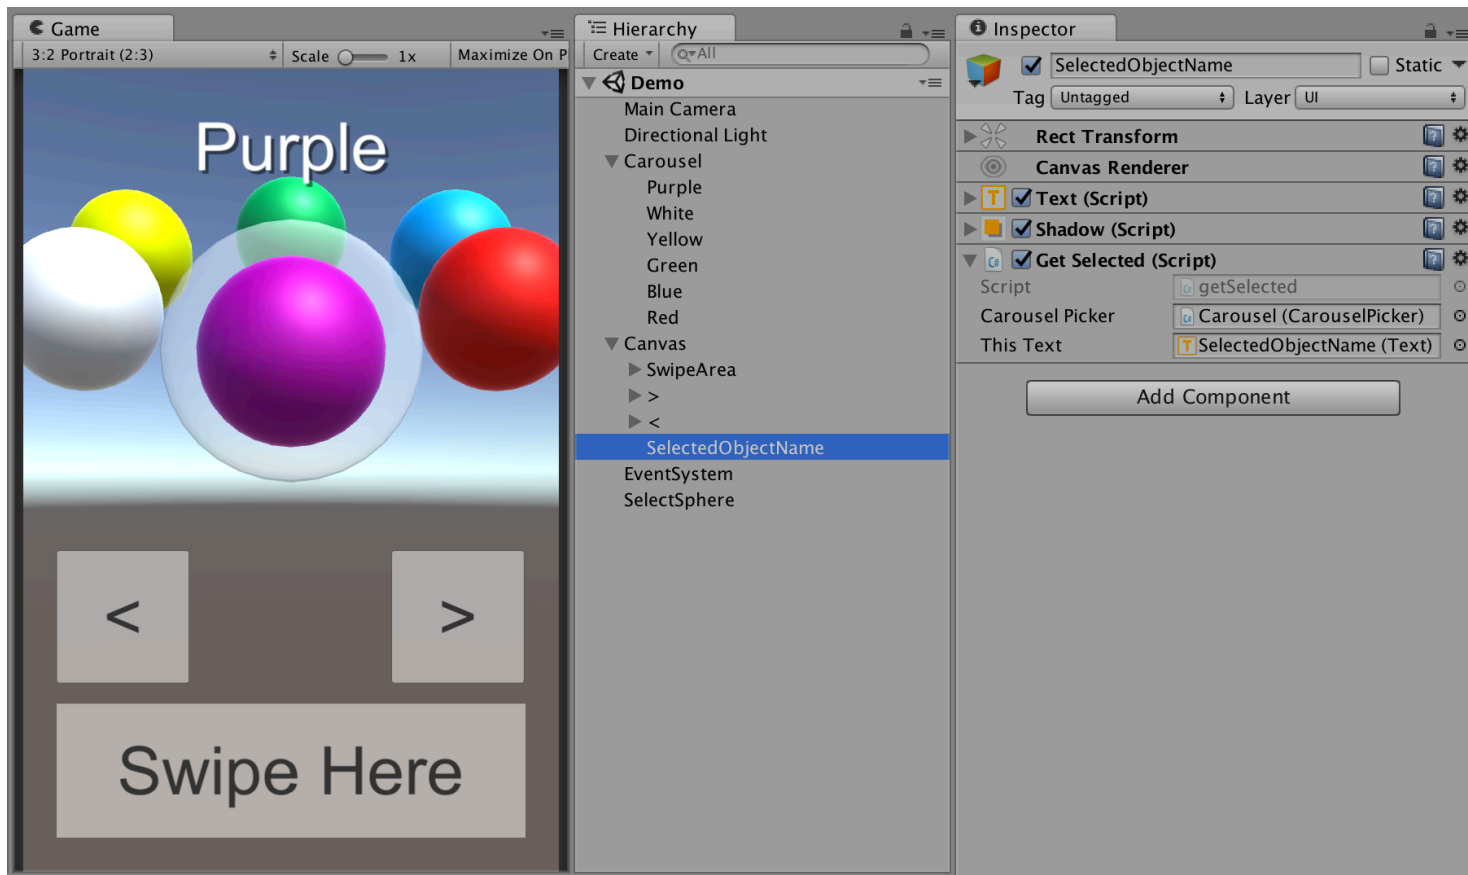 Game
3:2 Portrait (2:3)
Scale
1x
Maximize On P
Purple
<
>
Swipe Here
Hierarchy
Create
All
Demo
Main Camera
Directional Light
Carousel
Purple
White
Yellow
Green
Blue
Red
Canvas
SwipeArea
>
<
SelectedObjectName
EventSystem
SelectSphere
Inspector
SelectedObjectName
Static
Tag
Untagged
Layer
UI
Rect Transform
Canvas Renderer
T
Text (Script)
Shadow (Script)
C#
Get Selected (Script)
Script
getSelected
Carousel Picker
Carousel (CarouselPicker)
This Text
T
SelectedObjectName (Text)
Add Component